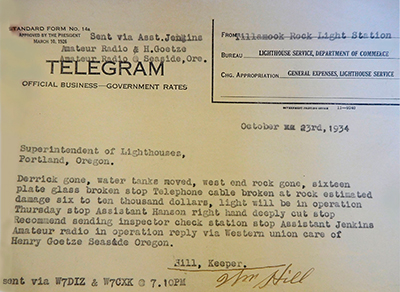 STANDARD FORM No. 14A
APPROVED BY THE PRESIDENT
MARCH 10, 1926
Sent via Asst. Jenkins
Amateur Radio & H.Goetze
Amateur Radio @ Seaside,Ore.
TELEGRAM
OFFICIAL BUSINESS—GOVERNMENT RATES
FROM Tillamook Rock Light Station
BUREAU LIGHTHOUSE SERVICE, DEPARTMENT OF COMMERCE
CHG. APPROPRIATION GENERAL EXPENSES, LIGHTHOUSE SERVICE
October xx 23rd, 1934
Superintendent of Lighthouses,
Portland, Oregon.
Derrick gone, water tanks moved, west end rock gone, sixteen
plate glass broken stop Telephone cable broken at rock estimated
damage six to ten thousand dollars, light will be in operation
Thursday stop Assistant Hanson right hand deeply cut stop
Recommend sending inspector check station stop Assistant Jenkins
Amateur radio in operation reply via Western union care of
Henry Goetze Seaside Oregon.
Hill, Keeper.
Wm Hill
sent via W7DIZ & W7CXK @ 7.10PM